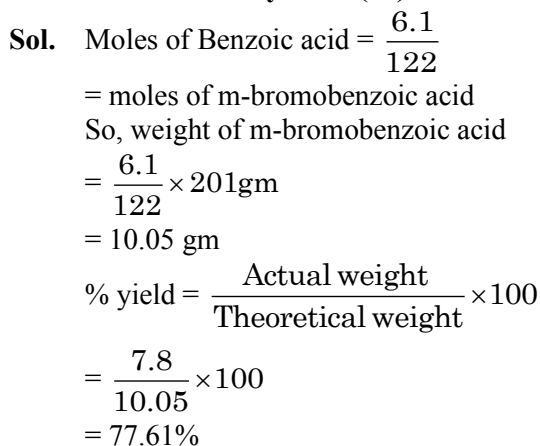 Sol. Moles of Benzoic acid = 6.1/122
= moles of m-bromobenzoic acid
So, weight of m-bromobenzoic acid
= 6.1/122 × 201gm
= 10.05 gm
% yield = Actual weight/Theoretical weight ×100
= 7.8/10.05 ×100
= 77.61%